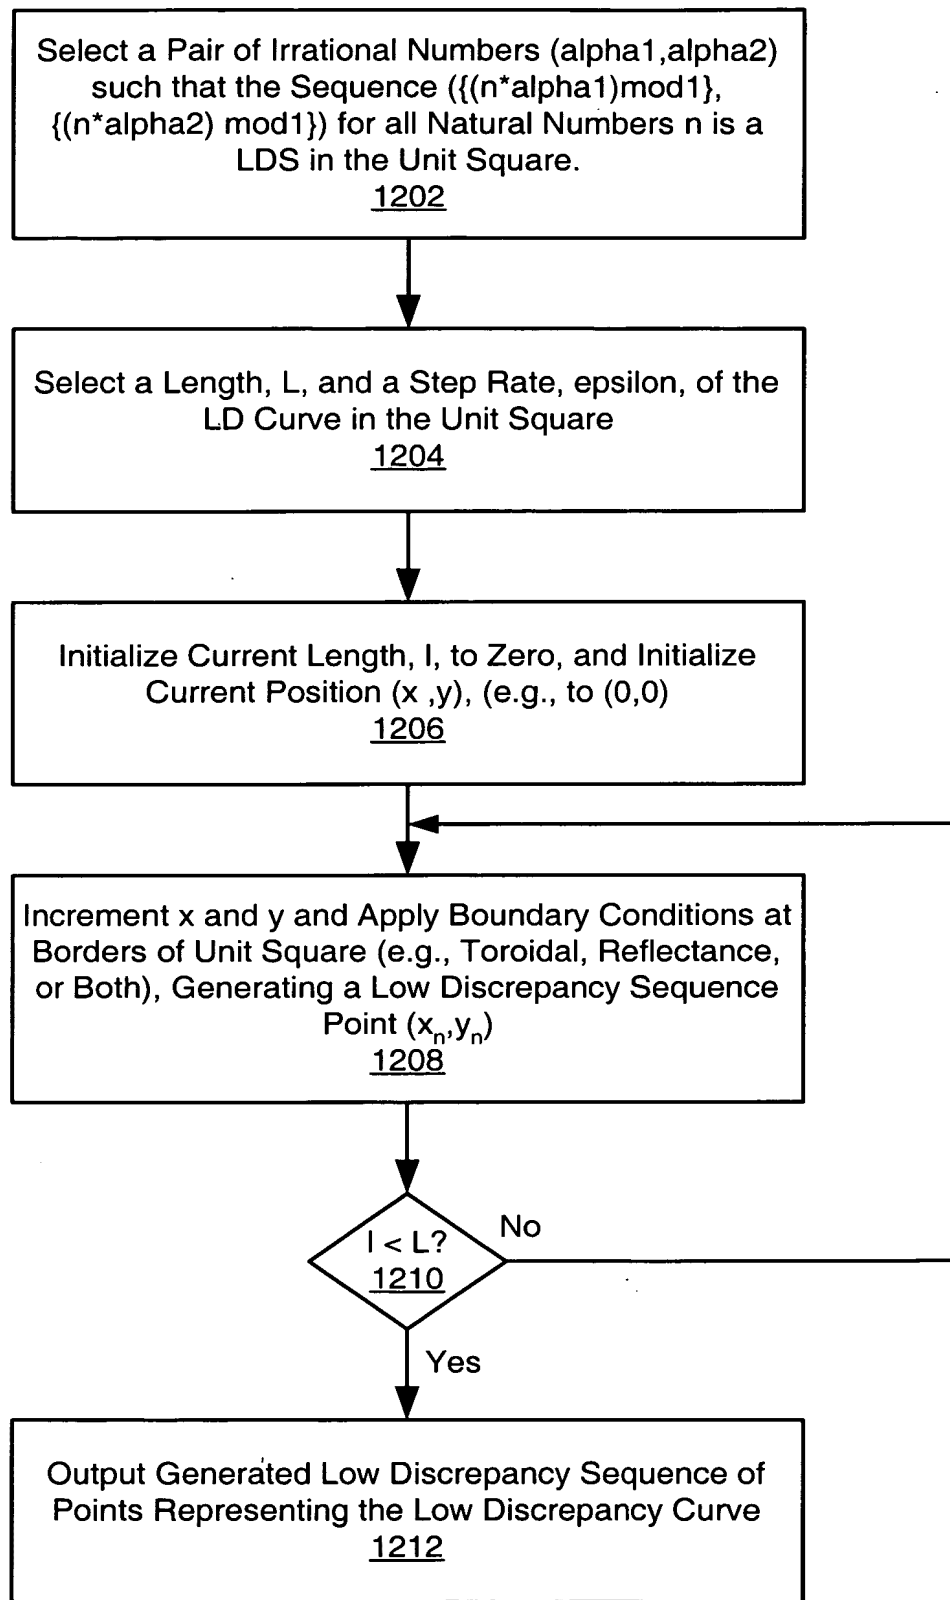 Select a Pair of Irrational Numbers (alpha1,alpha2)
such that the Sequence ({(n*alpha1)mod1},
{(n*alpha2) mod1}) for all Natural Numbers n is a
LDS in the Unit Square.
1202
Select a Length, L, and a Step Rate, epsilon, of the
LD Curve in the Unit Square
1204
Initialize Current Length, l, to Zero, and Initialize
Current Position (x ,y), (e.g., to (0,0)
1206
Increment x and y and Apply Boundary Conditions at
Borders of Unit Square (e.g., Toroidal, Reflectance,
or Both), Generating a Low Discrepancy Sequence
Point (xn,yn)
1208
No
l < L?
1210
Yes
Output Generated Low Discrepancy Sequence of
Points Representing the Low Discrepancy Curve
1212